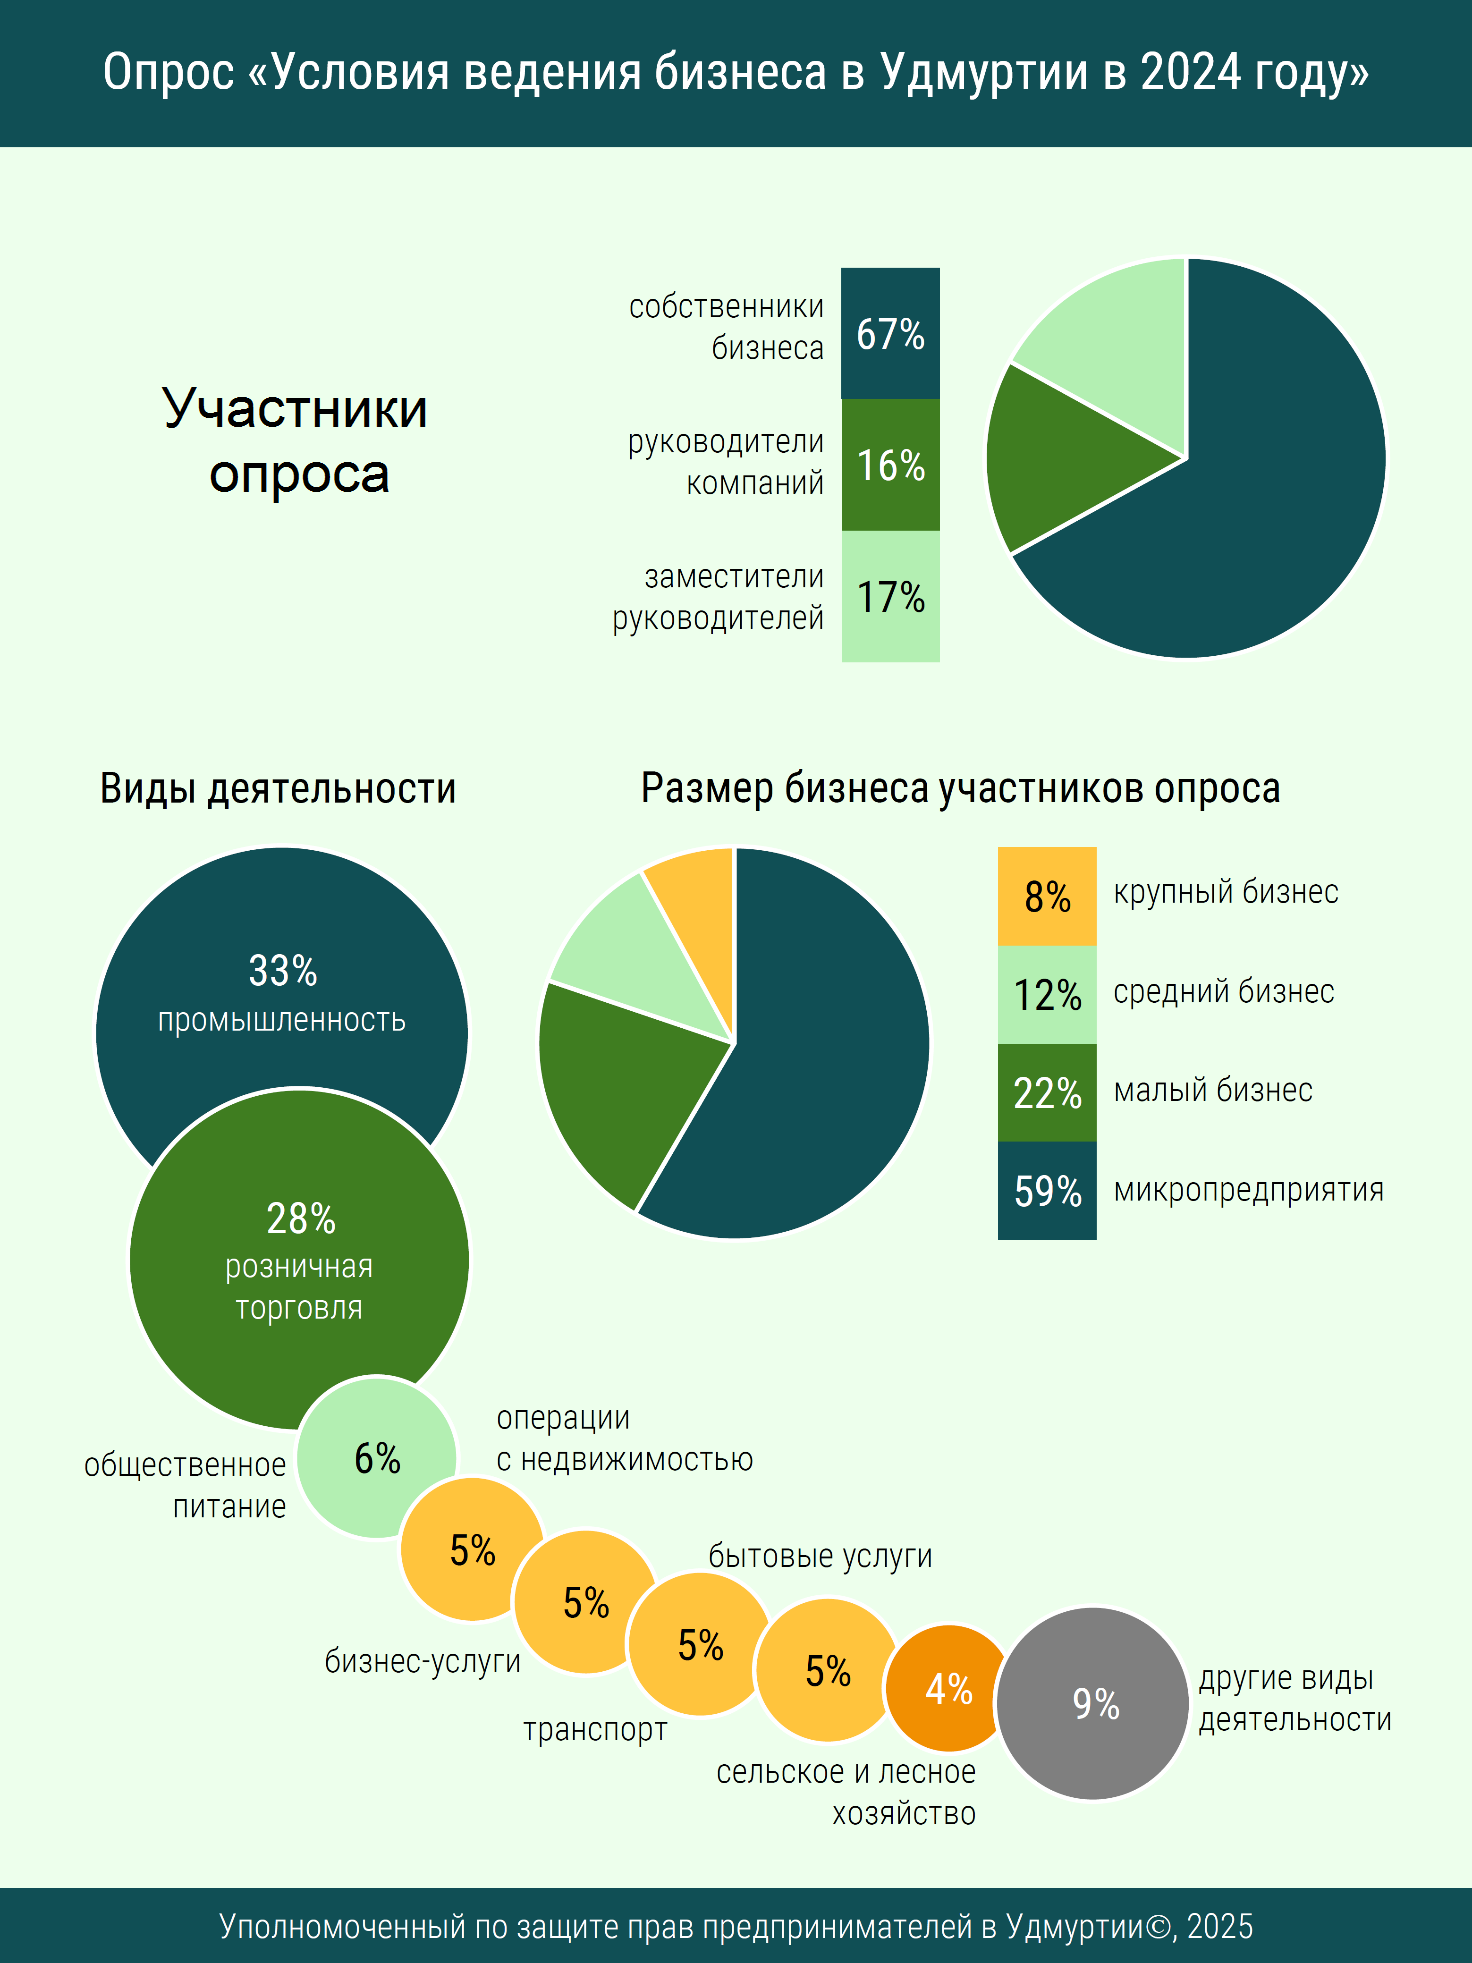 Опрос «Условия ведения бизнеса в Удмуртии в 2024 году»
Участники
опроса
собственники
бизнеса
67%
руководители
компаний
16%
заместители
руководителей
17%
Виды деятельности
33%
промышленность
28%
розничная
торговля
6%
общественное
питание
операции
с недвижимостью
5%
5%
бизнес-услуги
бытовые услуги
5%
транспорт
5%
4%
сельское и лесное
хозяйство
9%
другие виды
деятельности
Размер бизнеса участников опроса
8%
крупный бизнес
12%
средний бизнес
22%
малый бизнес
59%
микропредприятия
Уполномоченный по защите прав предпринимателей в Удмуртии©, 2025